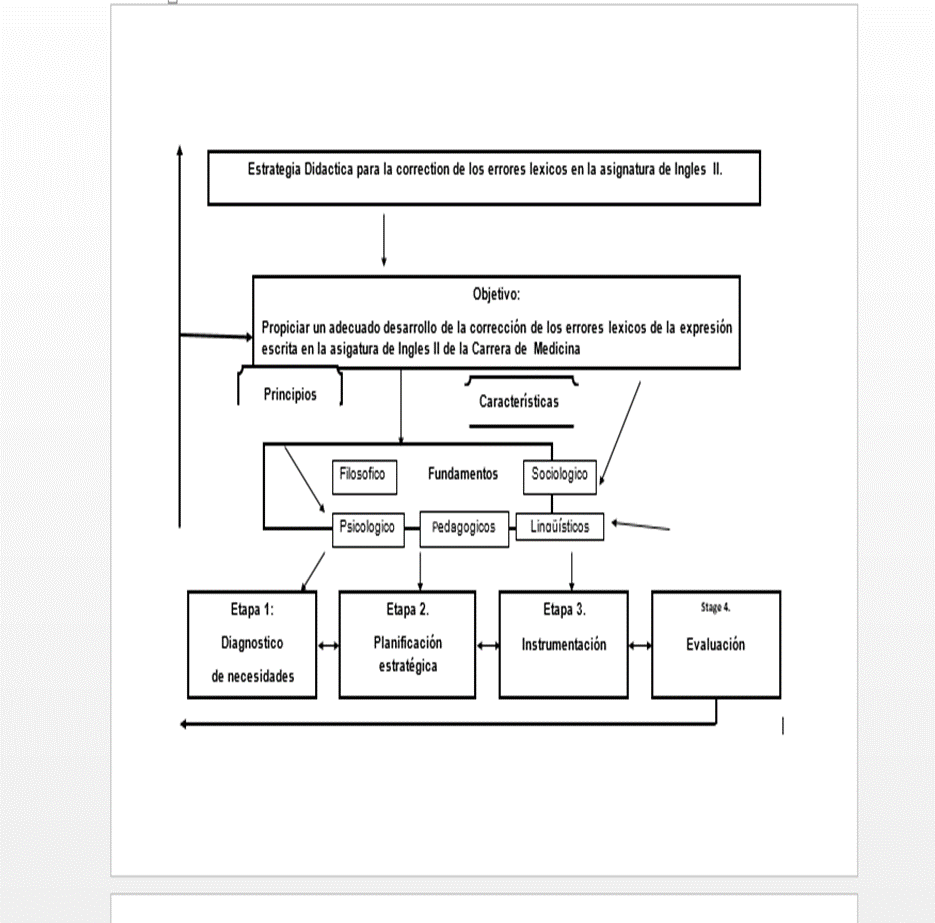 Estrategia Didactica para la correction de los errores lexicos en la asignatura de Ingles II.
Objetivo:
Propiciar un adecuado desarrollo de la corrección de los errores lexicos de la expresión
escrita en la asigatura de Ingles II de la Carrera de Medicina
Principios
Características
Filosofico
Fundamentos
Sociologico
Psicologico
Pedagogicos
Lingüísticos
Etapa 1:
Diagnostico
de necesidades
Etapa 2.
Planificación
estratégica
Etapa 3.
Instrumentación
Stage 4.
Evaluación